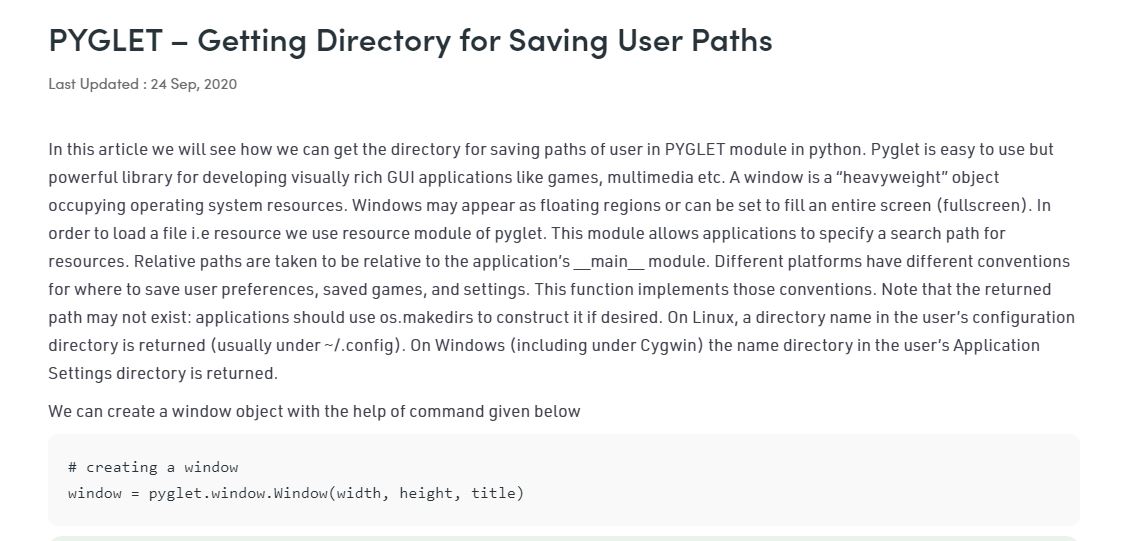 PYGLET – Getting Directory for Saving User Paths
Last Updated : 24 Sep, 2020
In this article we will see how we can get the directory for saving paths of user in PYGLET module in python. Pyglet is easy to use but
powerful library for developing visually rich GUI applications like games, multimedia etc. A window is a “heavyweight” object
occupying operating system resources. Windows may appear as floating regions or can be set to fill an entire screen (fullscreen). In
order to load a file i.e resource we use resource module of pyglet. This module allows applications to specify a search path for
resources. Relative paths are taken to be relative to the application’s __main__ module. Different platforms have different conventions
for where to save user preferences, saved games, and settings. This function implements those conventions. Note that the returned
path may not exist: applications should use os.makedirs to construct it if desired. On Linux, a directory name in the user’s configuration
directory is returned (usually under ~/.config). On Windows (including under Cygwin) the name directory in the user’s Application
Settings directory is returned.
We can create a window object with the help of command given below
# creating a window
window = pyglet.window.Window(width, height, title)